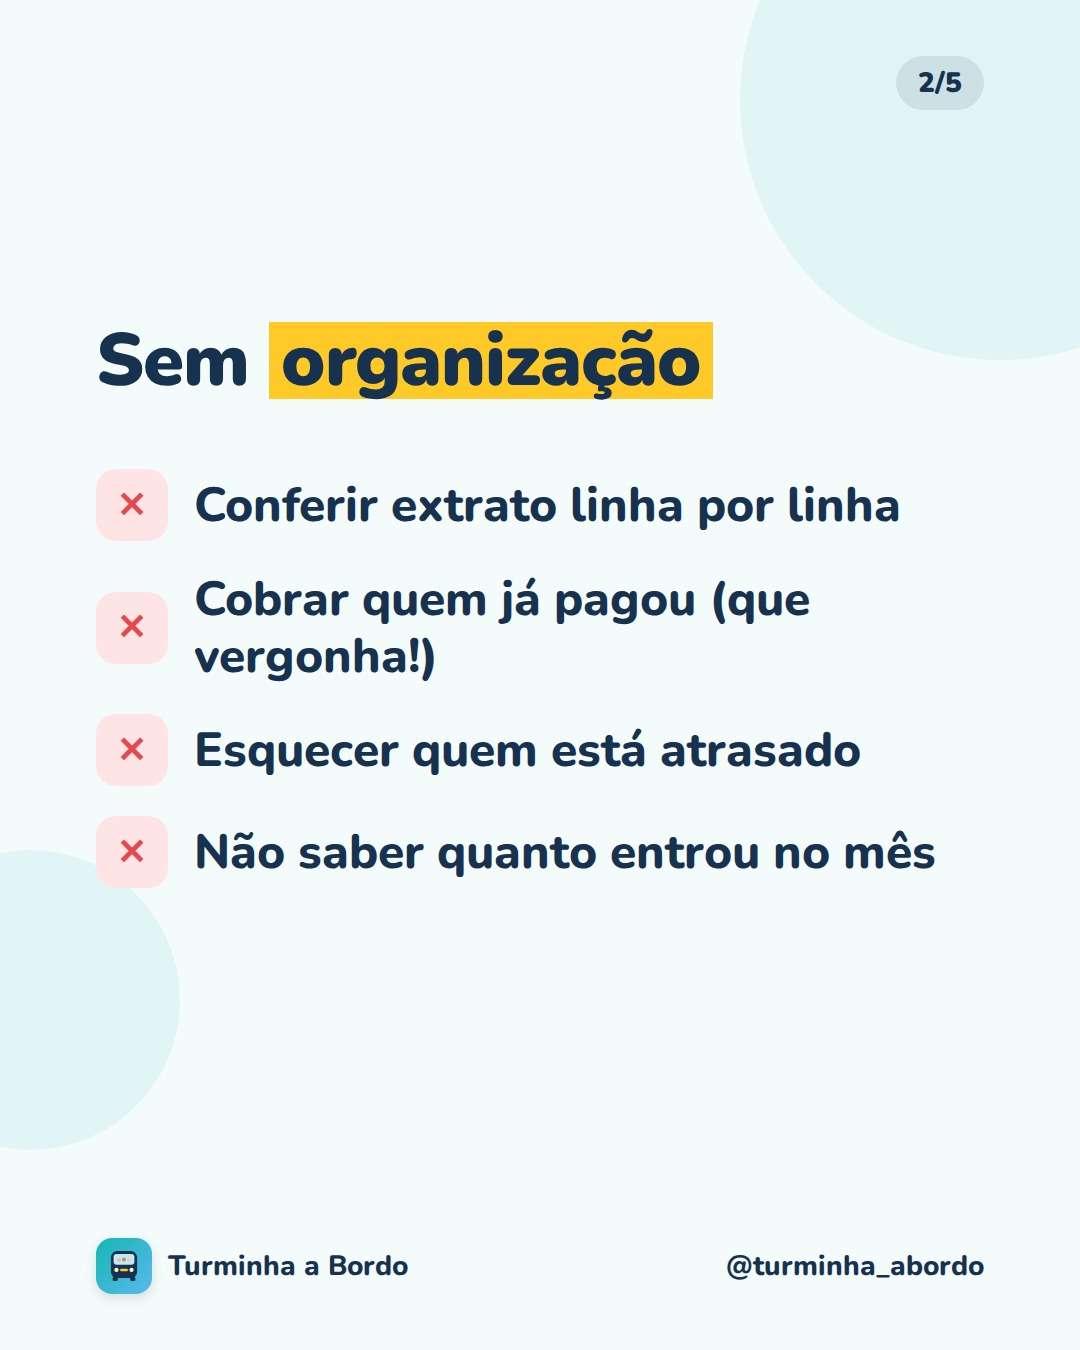 2/5
Sem organização
Conferir extrato linha por linha
Cobrar quem já pagou (que
vergonha!)
Esquecer quem está atrasado
Não saber quanto entrou no mês
Turminha a Bordo
@turminha_abordo